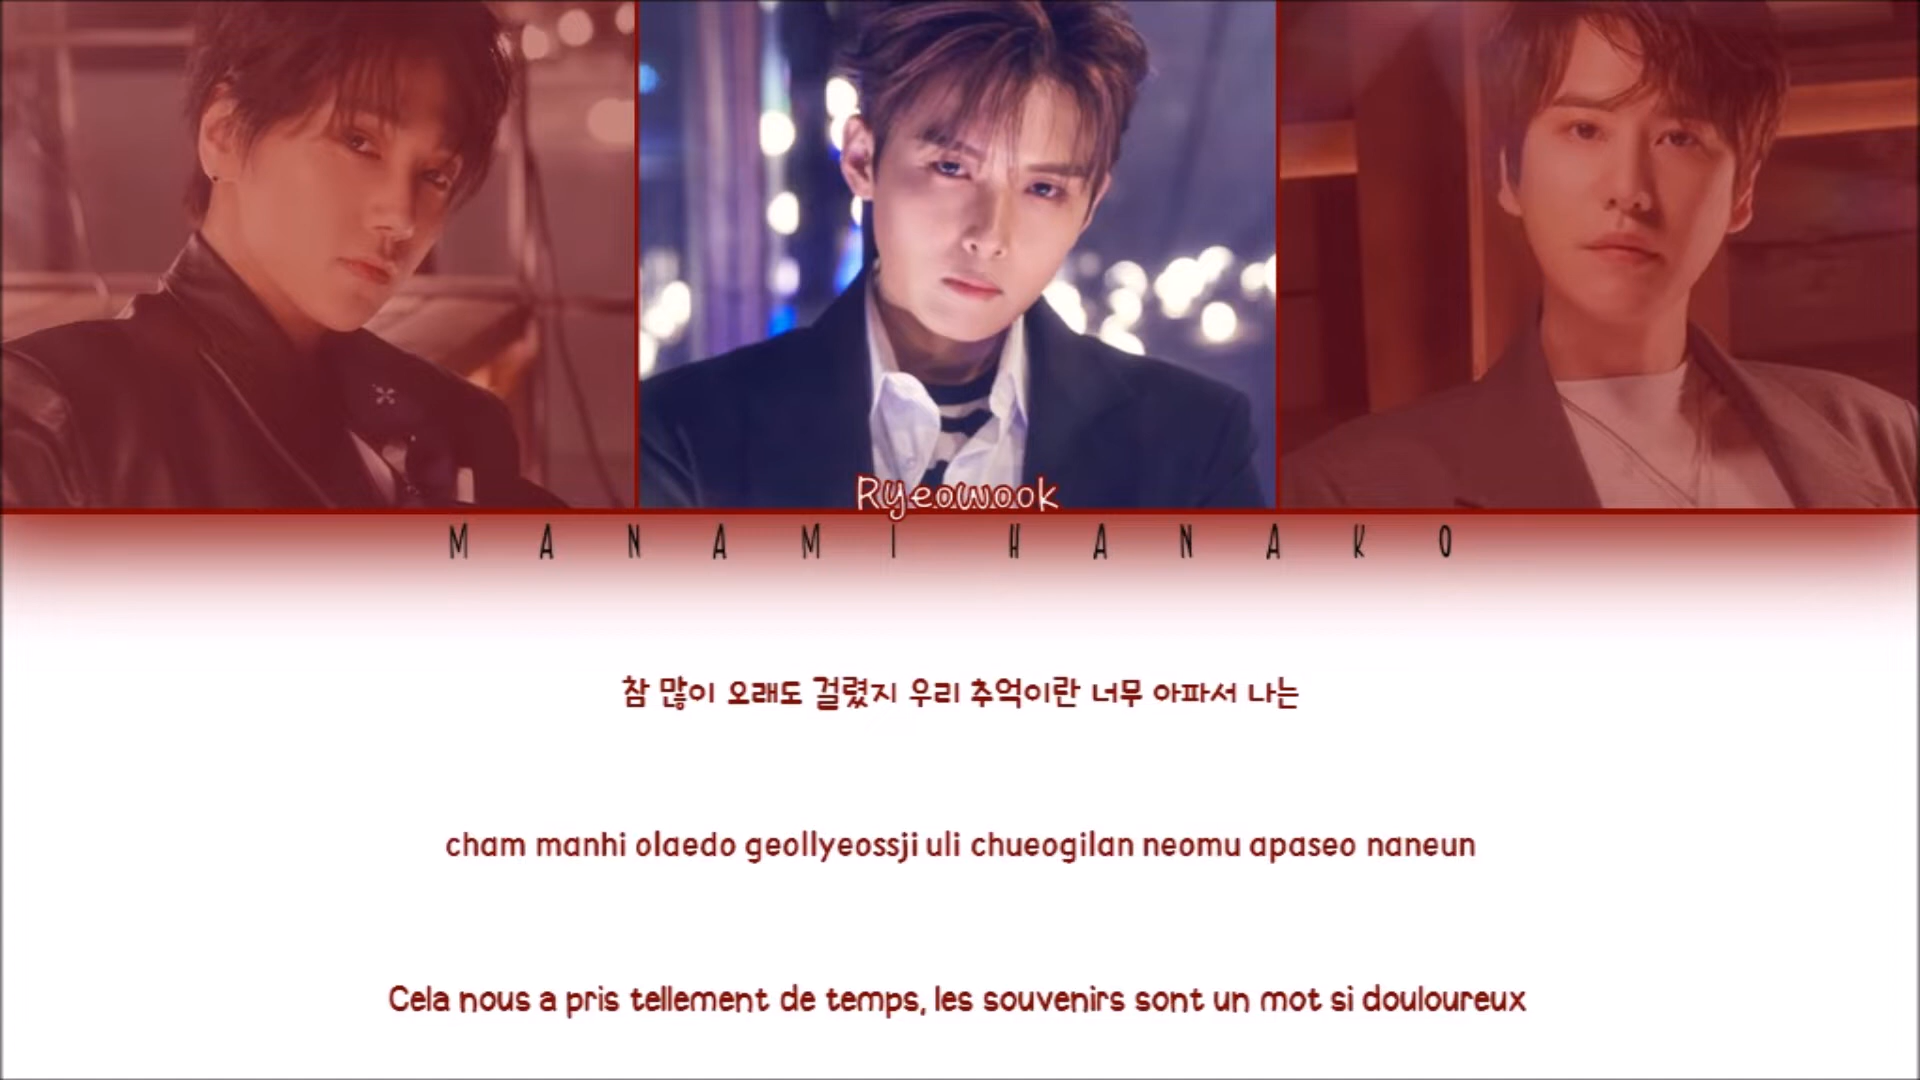 Ryeowook
MANAMI HANAKO
참 많이 오래도 걸렸지 우리 추억이란 너무 아파서 나는
cham manhi olaedo geollyeossji uli chueogilan neomu apaseo naneun
Cela nous a pris tellement de temps, les souvenirs sont un mot si douloureux